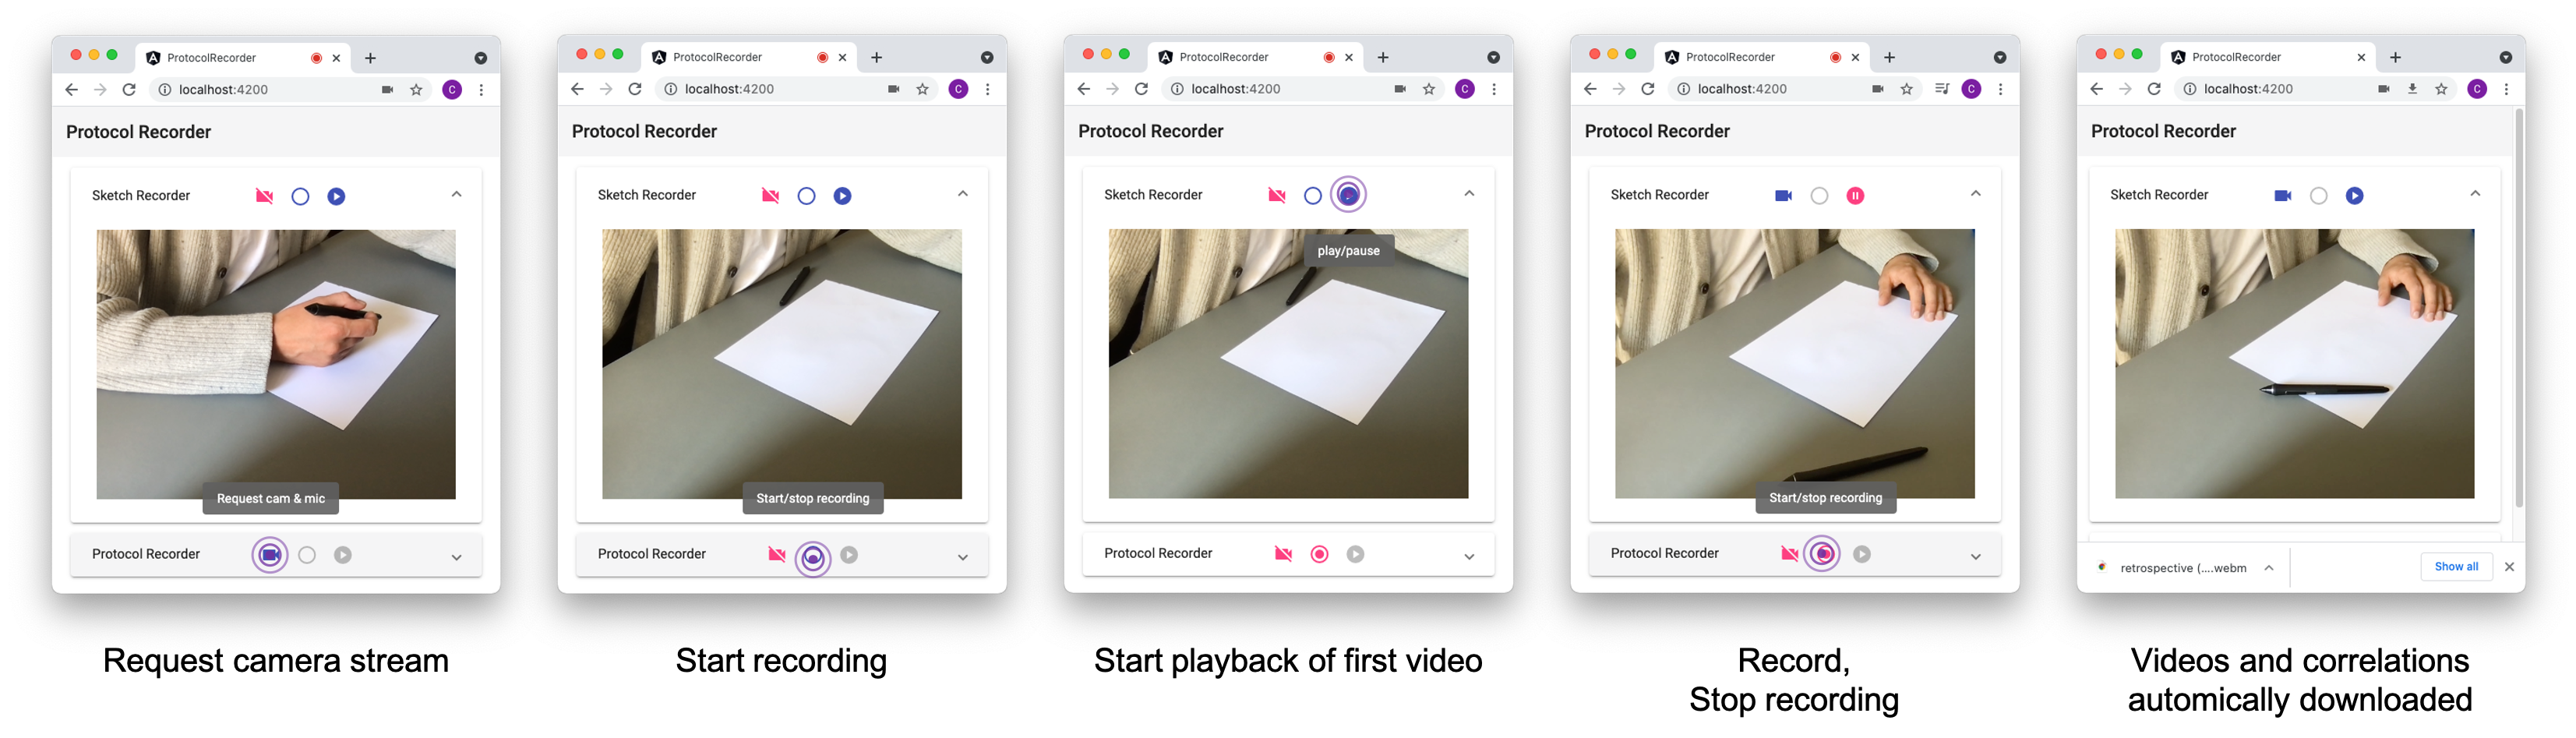 ProtocolRecorder
localhost:4200
C
Protocol Recorder
Sketch Recorder
Request cam & mic
Protocol Recorder
Request camera stream
ProtocolRecorder
localhost:4200
C
Protocol Recorder
Sketch Recorder
Start/stop recording
Protocol Recorder
Start recording
ProtocolRecorder
localhost:4200
C
Protocol Recorder
Sketch Recorder
play/pause
Protocol Recorder
Start playback of first video
ProtocolRecorder
localhost:4200
C
Protocol Recorder
Sketch Recorder
Start/stop recording
Protocol Recorder
Record,
Stop recording
ProtocolRecorder
localhost:4200
C
Protocol Recorder
Sketch Recorder
retrospective (....webm
Show all
Videos and correlations
automically downloaded